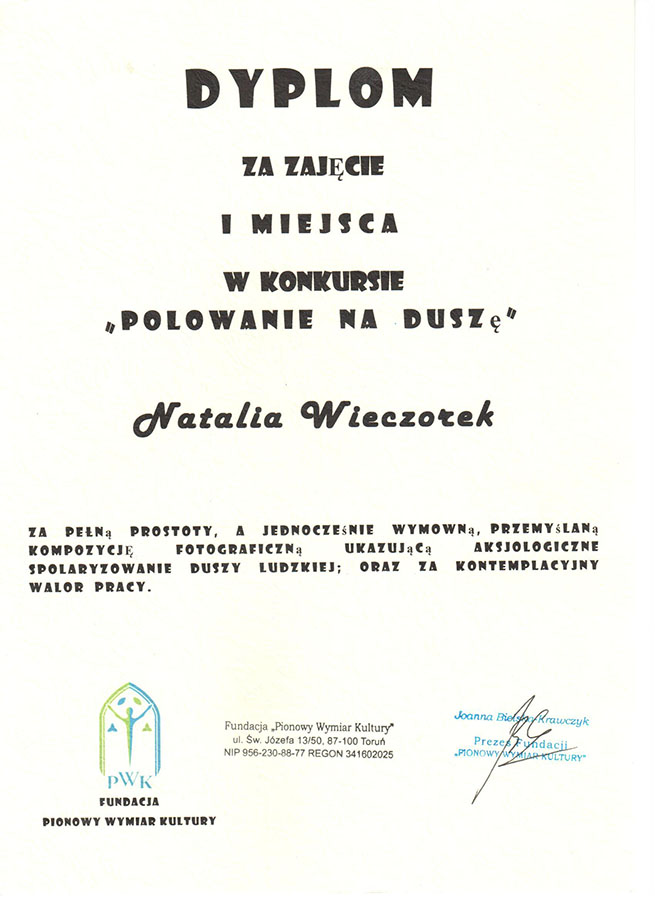 DYPLOM
ZA ZAJĘCIE
I MIEJSCA
W KONKURSIE
„POLOWANIE NA DUSZę"
Natalia Wieczorek
ZA PEŁNą PROSTOTY, A JEDNOCZEśNIE WYMOWNą, PRZEMYśLANą
KOMPOZYCJĘ FOTOGRAFICZNą UKAZUJąCą AKSJOLOGICZNE
SPOLARYZOWANIE DUSZY LUDZKIEJ; ORAZ ZA KONTEMPLACYJNY
WALOR PRACY.
PWK
FUNDACJA
PIONOWY WYMIAR KULTURY
Fundacja „Pionowy Wymiar Kultury"
ul. Św. Józefa 13/50, 87-100 Toruń
NIP 956-230-88-77 REGON 341602025
Joanna Krawczyk
Prezes Fundacji
„PIONOWY WYMIAR KULTURY"